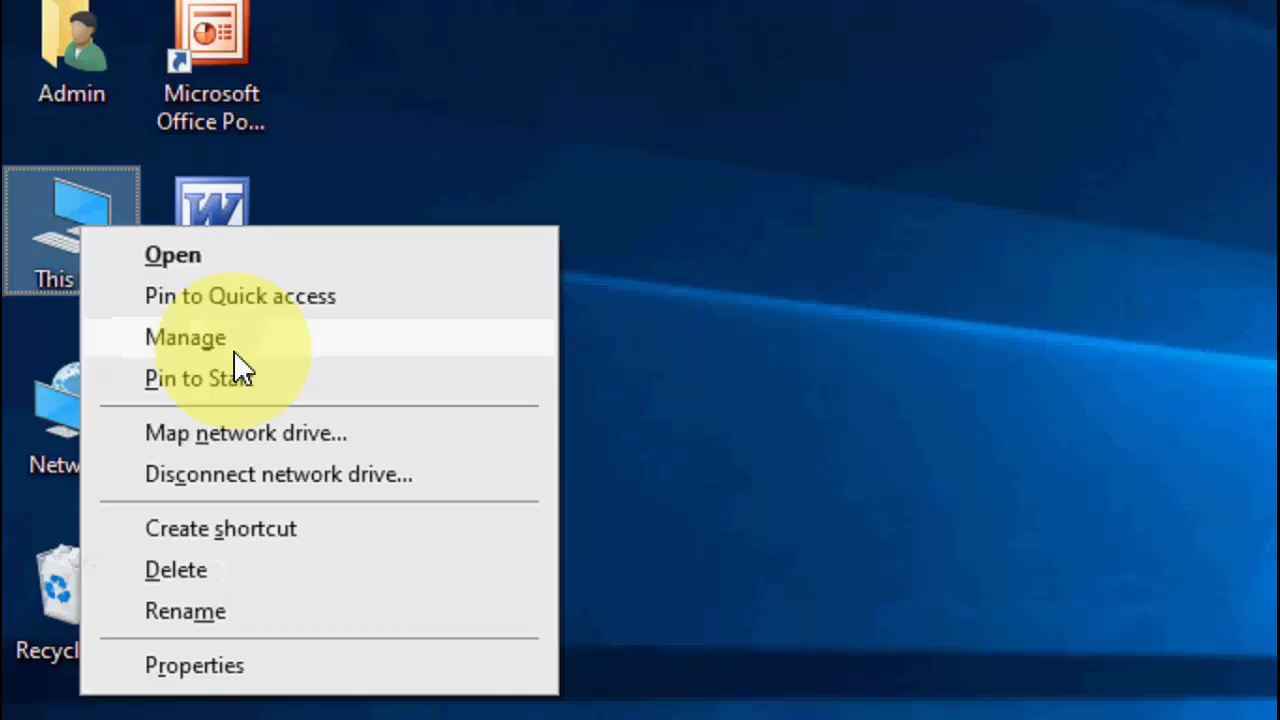 Admin
Microsoft
Office Po...
This
Open
Pin to Quick access
Manage
Pin to Start
Map network drive...
Disconnect network drive...
Create shortcut
Delete
Rename
Properties
Netw
Recycl